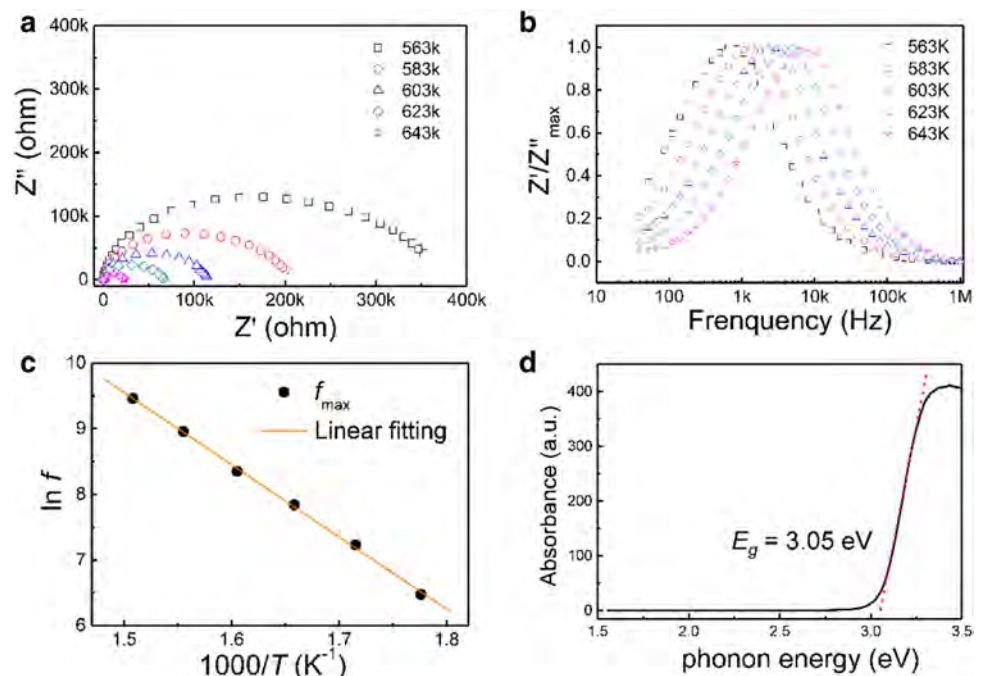 a
400k
300k
200k
100k
0
Z" (ohm)
563k
583k
603k
623k
643k
0
100k
200k
300k
400k
Z' (ohm)
b
1.0
0.8
0.6
0.4
0.2
0.0
Z'/Z"max
563K
583K
603K
623K
643K
10
100
1k
10k
100k
1M
Frenquency (Hz)
c
10
9
8
7
6
ln f
fmax
Linear fitting
1.5
1.6
1.7
1.8
1000/T (K⁻¹)
d
400
300
200
100
0
Absorbance (a.u.)
Eg = 3.05 eV
1.5
2.0
2.5
3.0
3.5
phonon energy (eV)